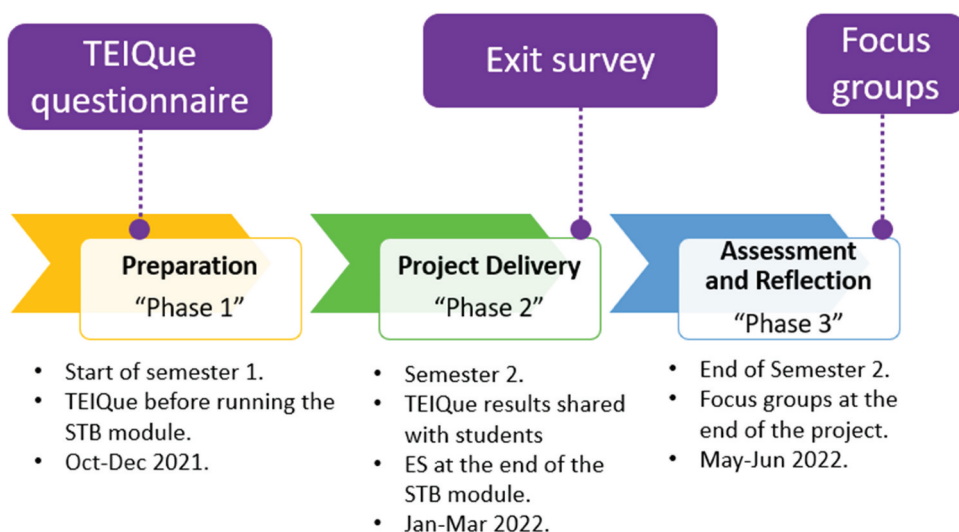 TEIQue
questionnaire
Exit survey
Focus
groups
Preparation
“Phase 1”
Project Delivery
“Phase 2”
Assessment
and Reflection
“Phase 3”
• Start of semester 1.
• TEIQue before running the
STB module.
• Oct-Dec 2021.
• Semester 2.
• TEIQue results shared
with students
• ES at the end of the
STB module.
• Jan-Mar 2022.
• End of Semester 2.
• Focus groups at the
end of the project.
• May-Jun 2022.